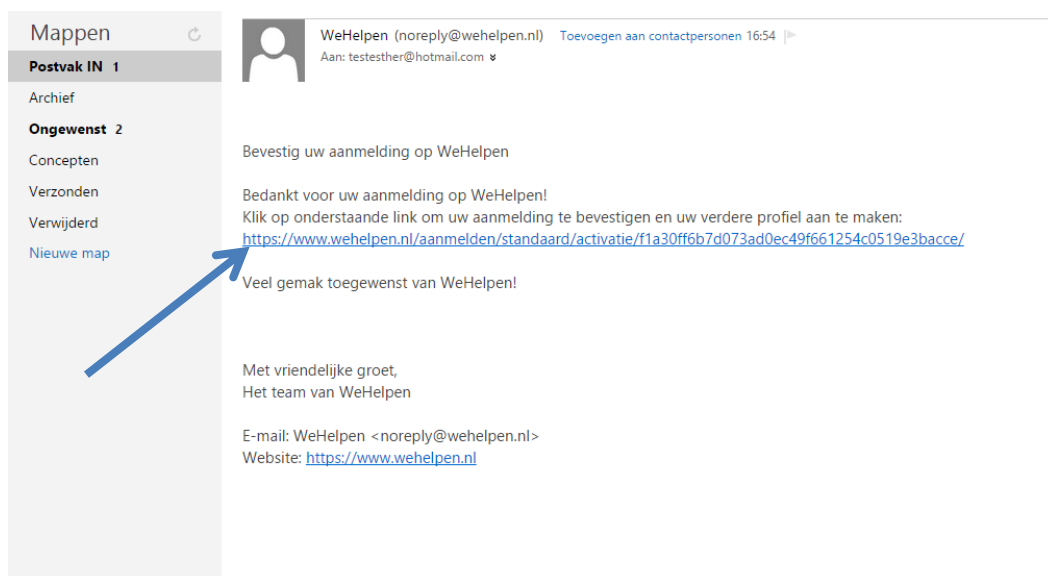 Mappen
Postvak IN 1
Archief
Ongewenst 2
Concepten
Verzonden
Verwijderd
Nieuwe map
WeHelpen (noreply@wehelpen.nl) Toevoegen aan contactpersonen 16:54
Aan: testesther@hotmail.com
Bevestig uw aanmelding op WeHelpen
Bedankt voor uw aanmelding op WeHelpen!
Klik op onderstaande link om uw aanmelding te bevestigen en uw verdere profiel aan te maken:
https://www.wehelpen.nl/aanmelden/standaard/activatie/f1a30ff6b7d073ad0ec49f661254c0519e3bacce/
Veel gemak toegewenst van WeHelpen!
Met vriendelijke groet,
Het team van WeHelpen
E-mail: WeHelpen <noreply@wehelpen.nl>
Website: https://www.wehelpen.nl